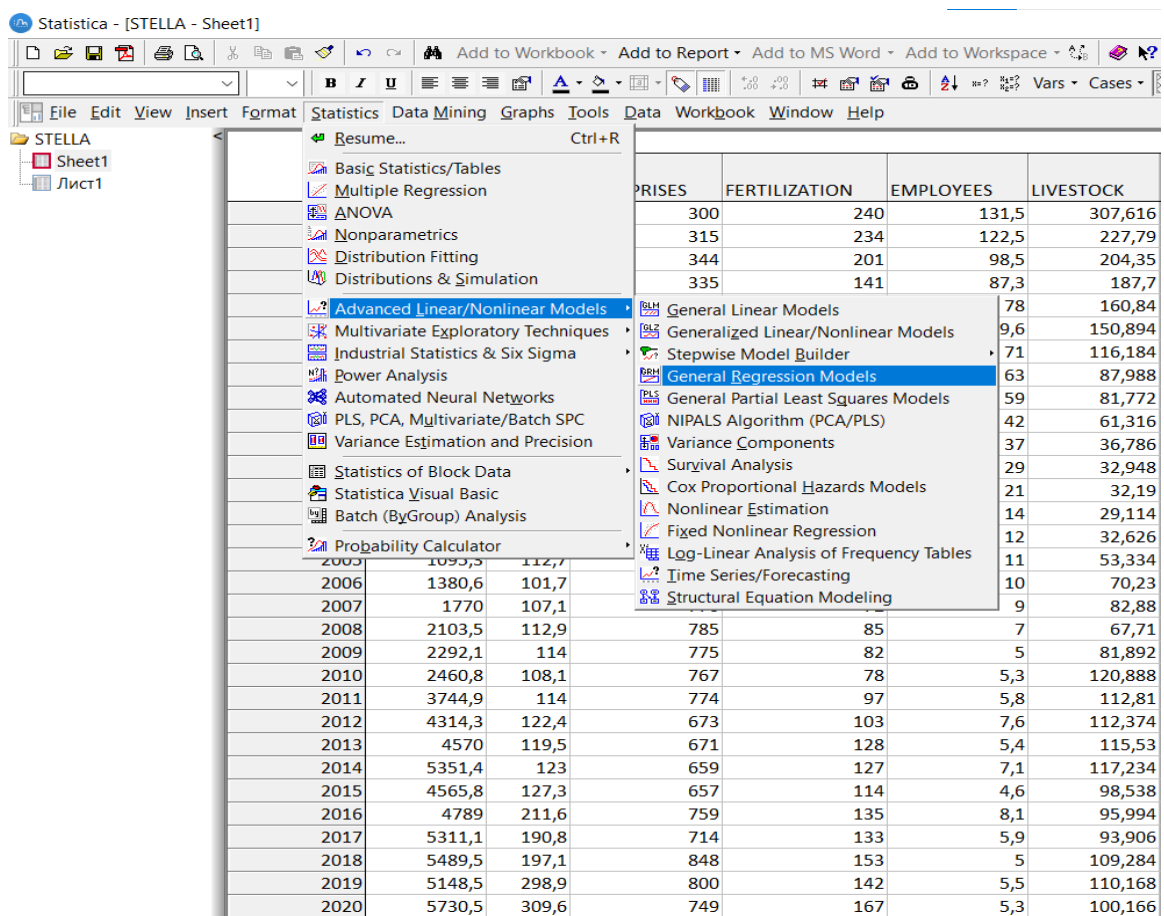 Statistica - [STELLA - Sheet1]
Add to Workbook Add to Report Add to MS Word Add to Workspace
B I U A Vars Cases
File Edit View Insert Format Statistics Data Mining Graphs Tools Data Workbook Window Help
STELLA
Sheet1
Лист1
Resume... Ctrl+R
Basic Statistics/Tables
Multiple Regression
ANOVA
Nonparametrics
Distribution Fitting
Distributions & Simulation
Advanced Linear/Nonlinear Models
Multivariate Exploratory Techniques
Industrial Statistics & Six Sigma
Power Analysis
Automated Neural Networks
PLS, PCA, Multivariate/Batch SPC
Variance Estimation and Precision
Statistics of Block Data
Statistica Visual Basic
Batch (ByGroup) Analysis
Probability Calculator
General Linear Models
Generalized Linear/Nonlinear Models
Stepwise Model Builder
General Regression Models
General Partial Least Squares Models
NIPALS Algorithm (PCA/PLS)
Variance Components
Survival Analysis
Cox Proportional Hazards Models
Nonlinear Estimation
Fixed Nonlinear Regression
Log-Linear Analysis of Frequency Tables
Time Series/Forecasting
Structural Equation Modeling
PRISES FERTILIZATION EMPLOYEES LIVESTOCK
300 240 131,5 307,616
315 234 122,5 227,79
344 201 98,5 204,35
335 141 87,3 187,7
78 160,84
9,6 150,894
71 116,184
63 87,988
59 81,772
42 61,316
37 36,786
29 32,948
21 32,19
14 29,114
12 32,626
2005 112,7 11 53,334
2006 1380,6 101,7 10 70,23
2007 1770 107,1 9 82,88
2008 2103,5 112,9 785 85 7 67,71
2009 2292,1 114 775 82 5 81,892
2010 2460,8 108,1 767 78 5,3 120,888
2011 3744,9 114 774 97 5,8 112,81
2012 4314,3 122,4 673 103 7,6 112,374
2013 4570 119,5 671 128 5,4 115,53
2014 5351,4 123 659 127 7,1 117,234
2015 4565,8 127,3 657 114 4,6 98,538
2016 4789 211,6 759 135 8,1 95,994
2017 5311,1 190,8 714 133 5,9 93,906
2018 5489,5 197,1 848 153 5 109,284
2019 5148,5 298,9 800 142 5,5 110,168
2020 5730,5 309,6 749 167 5,3 100,166